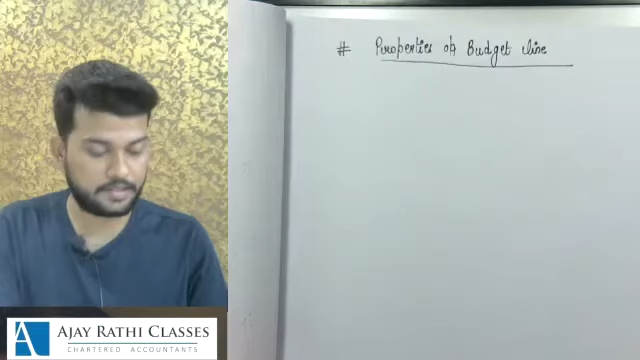 # Properties of Budget line
AJAY RATHI CLASSES
CHARTERED ACCOUNTANTS